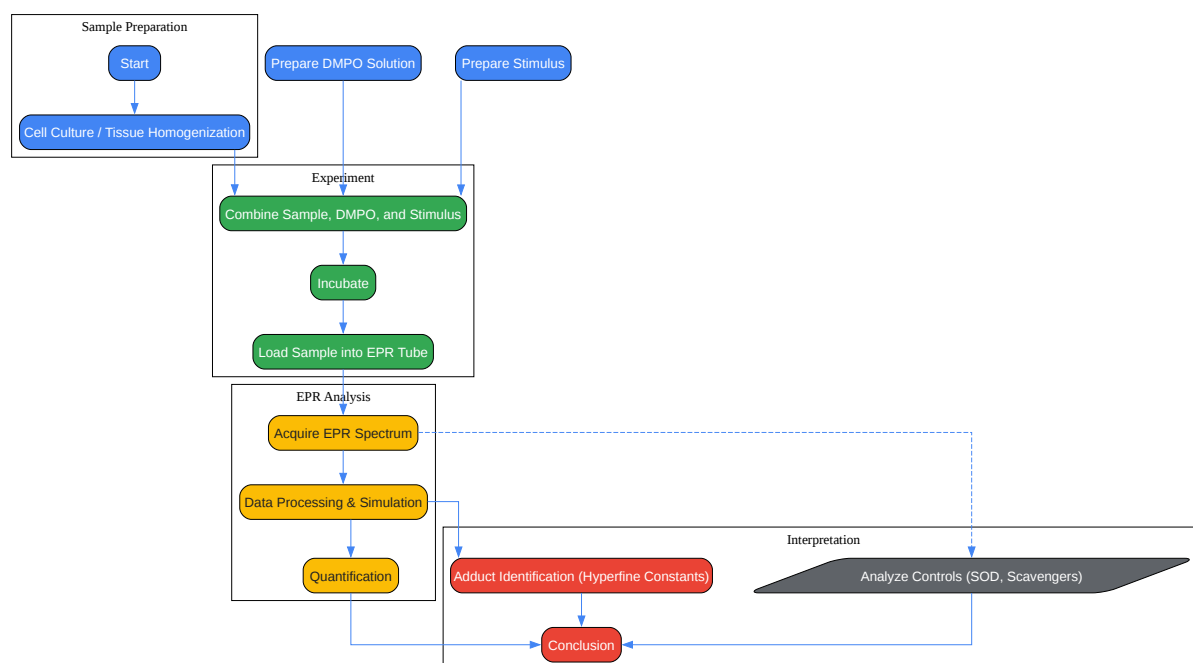 Sample Preparation
Start
Prepare DMPO Solution
Prepare Stimulus
Cell Culture / Tissue Homogenization
Experiment
Combine Sample, DMPO, and Stimulus
Incubate
Load Sample into EPR Tube
EPR Analysis
Acquire EPR Spectrum
Data Processing & Simulation
Interpretation
Quantification
Adduct Identification (Hyperfine Constants)
Analyze Controls (SOD, Scavengers)
Conclusion